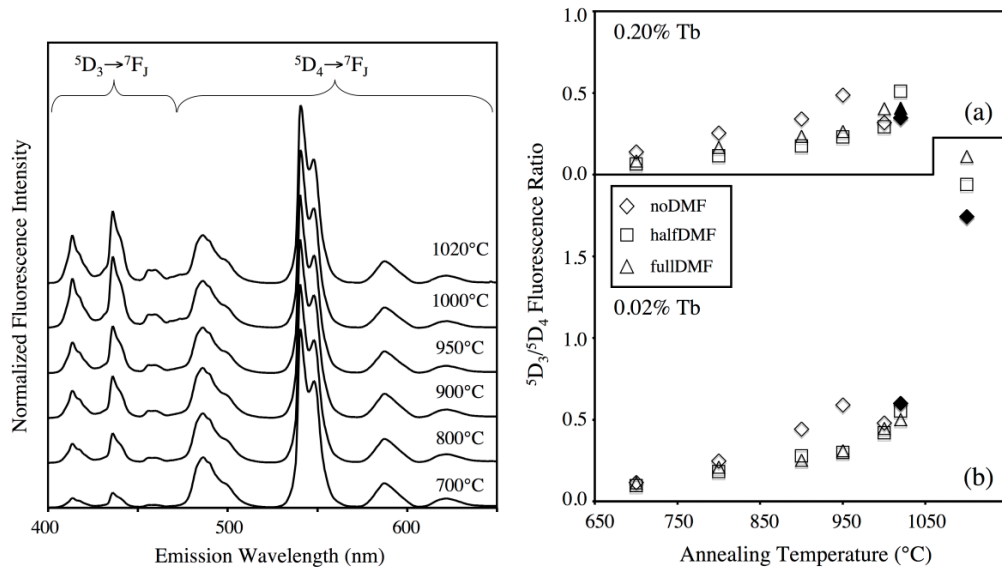 ⁵D₃→⁷F_J
⁵D₄→⁷F_J
1020°C
1000°C
950°C
900°C
800°C
700°C
400
500
600
Emission Wavelength (nm)
Normalized Fluorescence Intensity
1.0
0.20% Tb
0.5
(a)
0.0
noDMF
halfDMF
fullDMF
1.5
0.02% Tb
1.0
0.5
(b)
0.0
650
750
850
950
1050
Annealing Temperature (°C)
⁵D₃/⁵D₄ Fluorescence Ratio